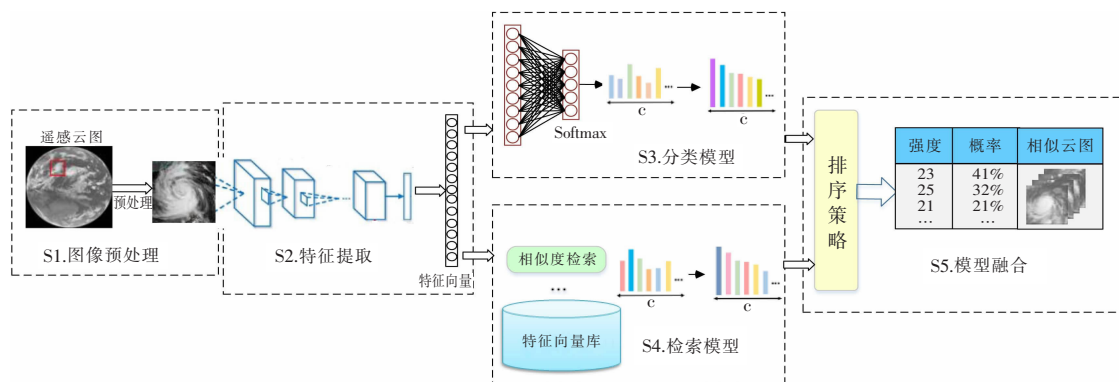 遥感云图
预处理
S1.图像预处理
...
S2.特征提取
特征向量
Softmax
...
C
...
C
S3.分类模型
相似度检索
...
特征向量库
...
C
...
C
S4.检索模型
排序策略
强度 概率 相似云图
23 41%
25 32%
21 21%
... ...
S5.模型融合